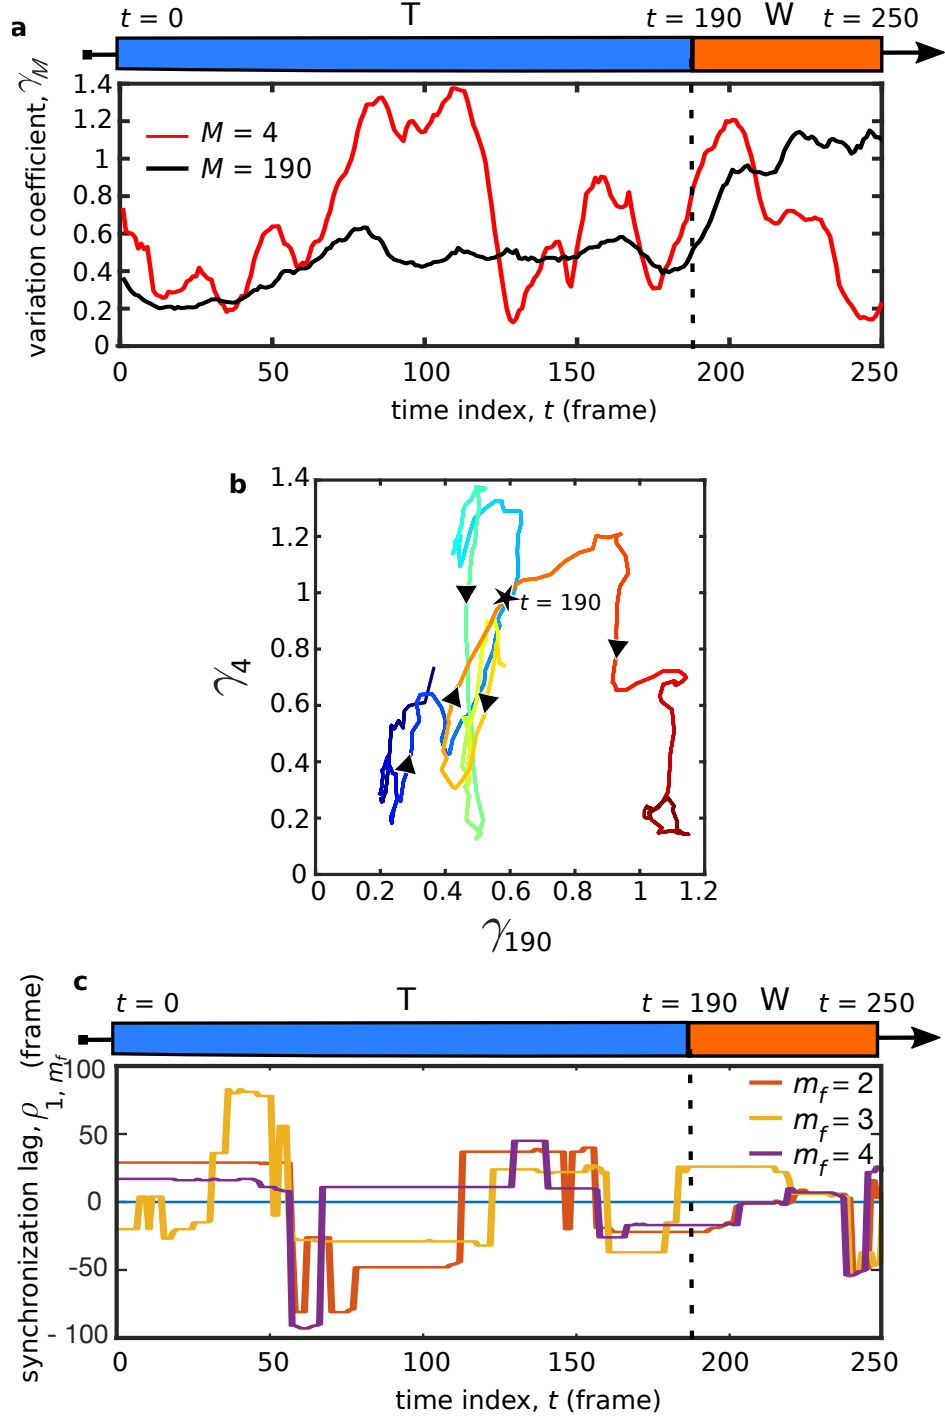 a
t = 0 T t = 190 W t = 250
variation coefficient, γM
1.4
1.2
1
0.8
0.6
0.4
0.2
0
M = 4
M = 190
0 50 100 150 200 250
time index, t (frame)
b
γ4
1.4
1.2
1
0.8
0.6
0.4
0.2
0
t = 190
0 0.2 0.4 0.6 0.8 1 1.2
γ190
c
t = 0 T t = 190 W t = 250
synchronization lag, ρ1, mf (frame)
100
50
0
-50
- 100
mf = 2
mf = 3
mf = 4
0 50 100 150 200 250
time index, t (frame)